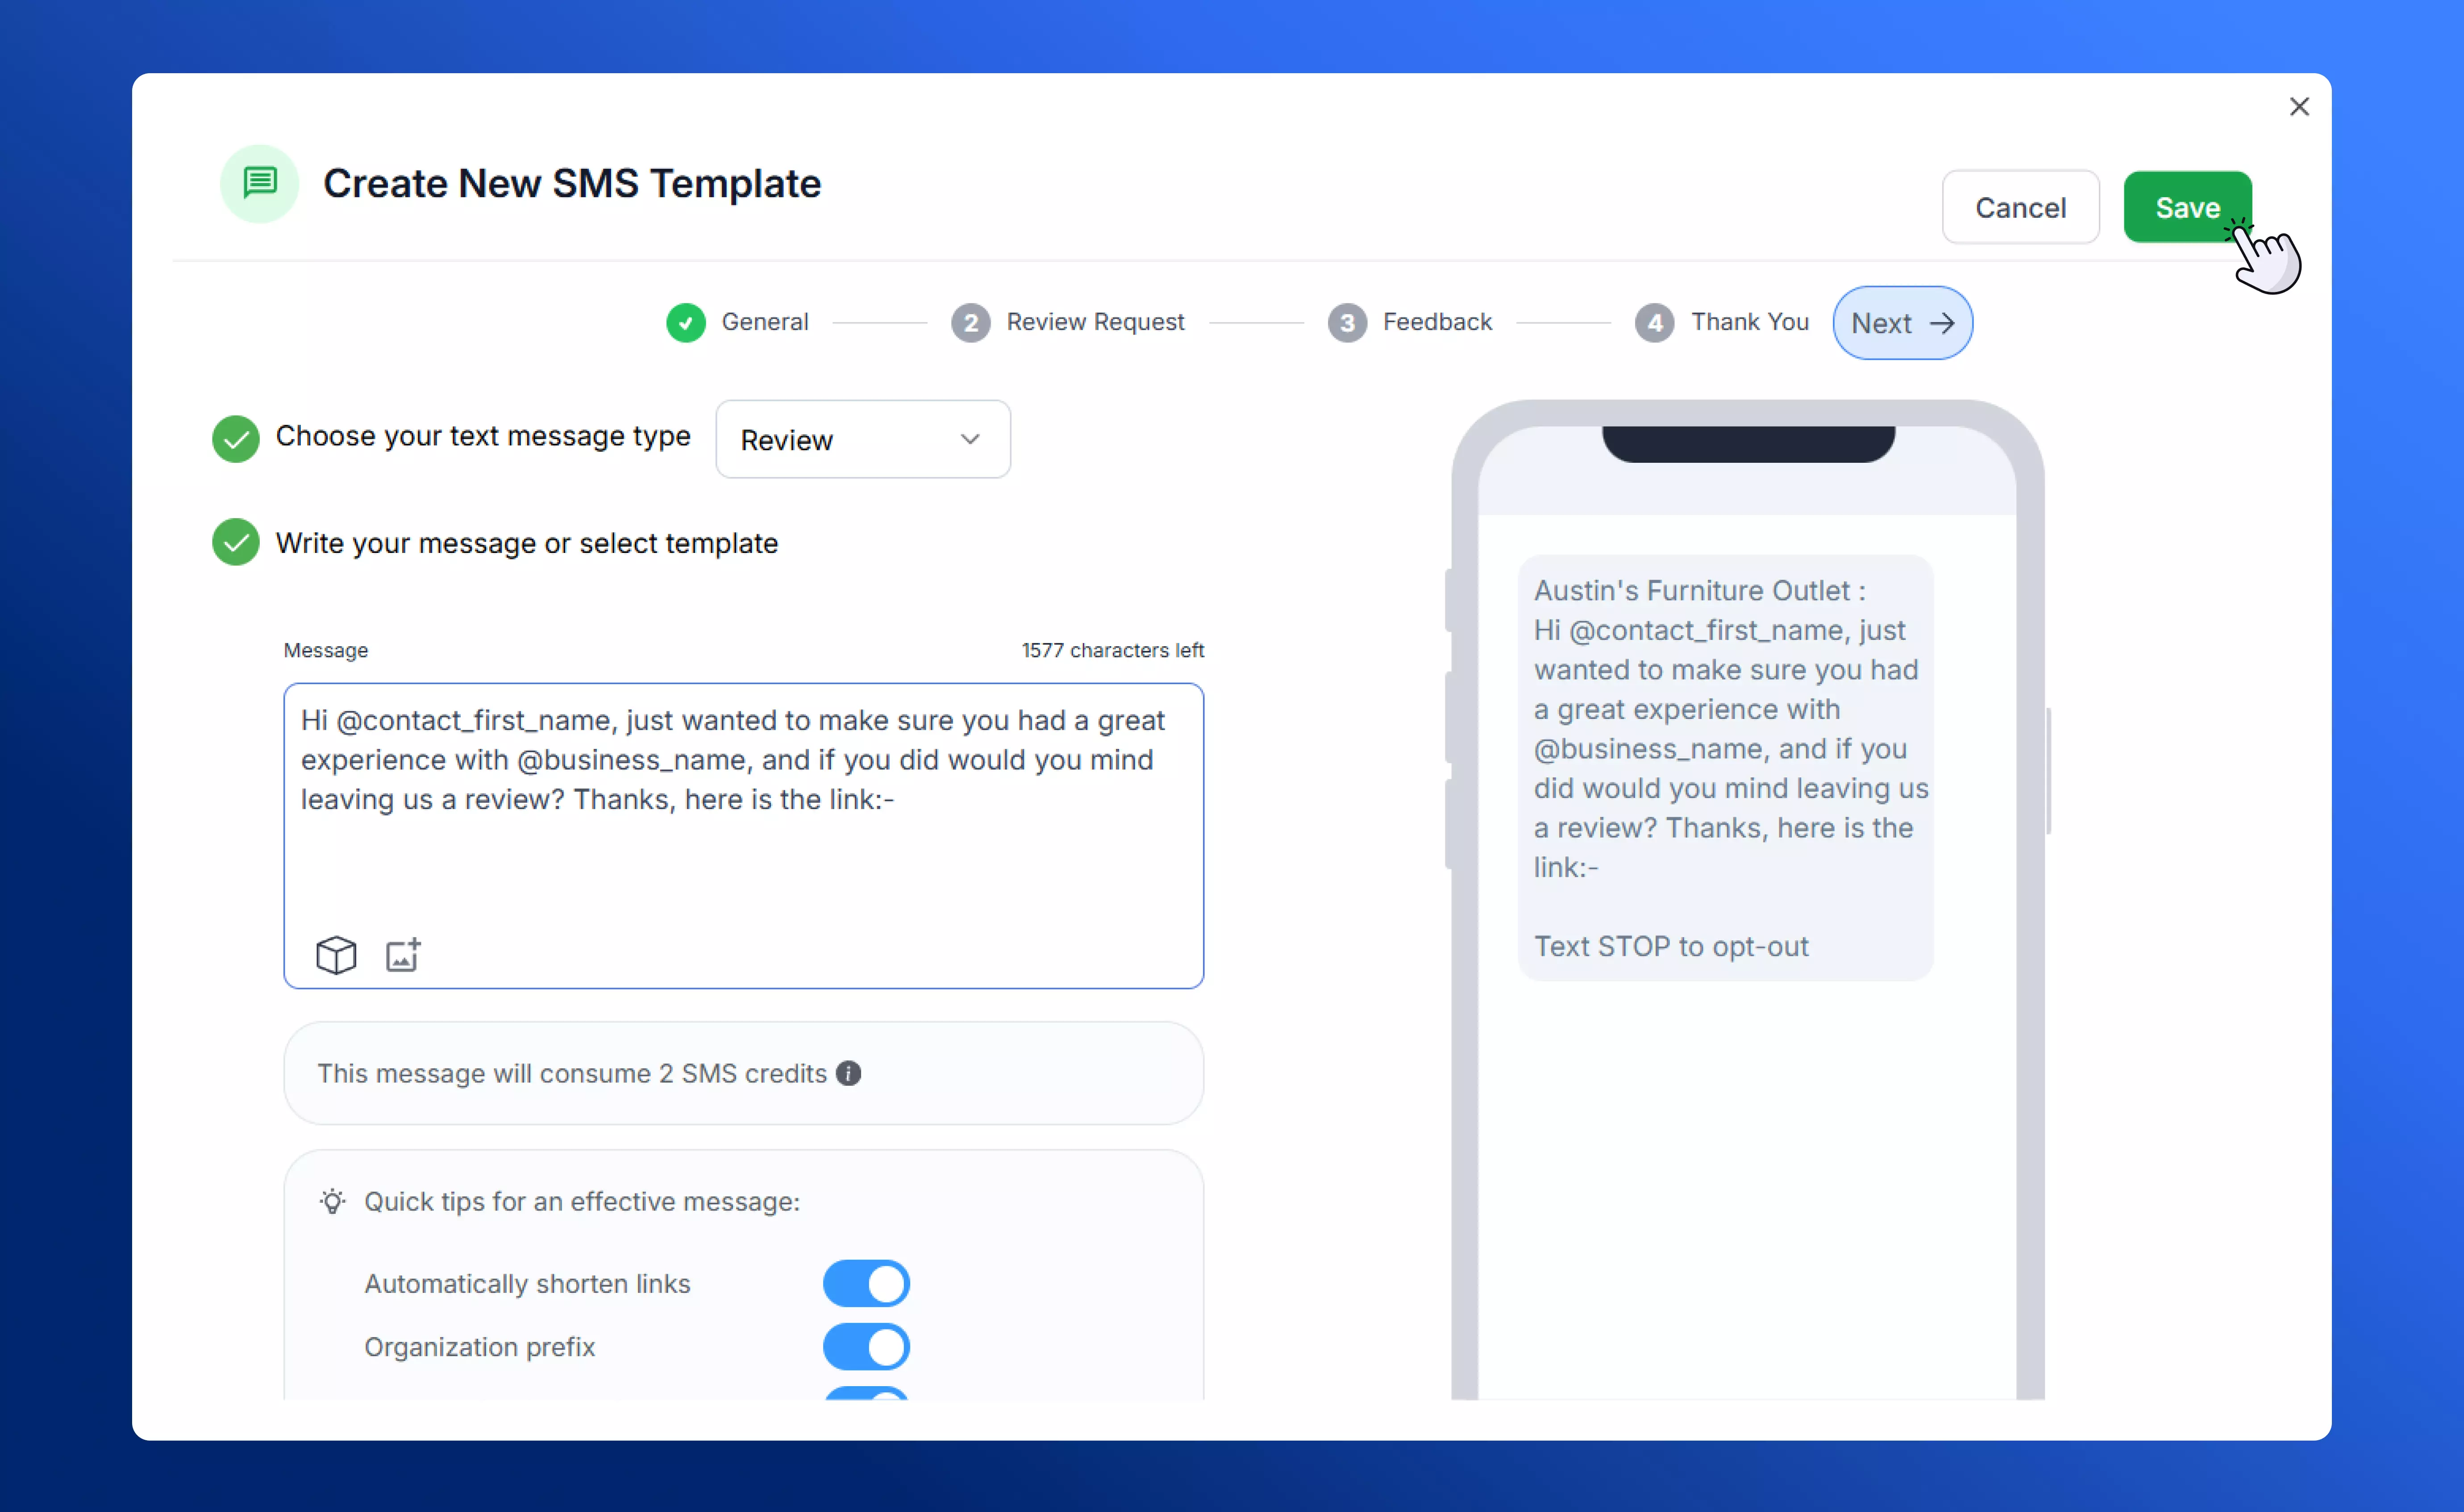 Create New SMS Template
Cancel
Save
General
2
Review Request
3
Feedback
4
Thank You
Next
Choose your text message type
Review
Write your message or select template
Message
1577 characters left
Hi @contact_first_name, just wanted to make sure you had a great
experience with @business_name, and if you did would you mind
leaving us a review? Thanks, here is the link:-
This message will consume 2 SMS credits
Quick tips for an effective message:
Automatically shorten links
Organization prefix
Austin's Furniture Outlet :
Hi @contact_first_name, just
wanted to make sure you had
a great experience with
@business_name, and if you
did would you mind leaving us
a review? Thanks, here is the
link:-
Text STOP to opt-out